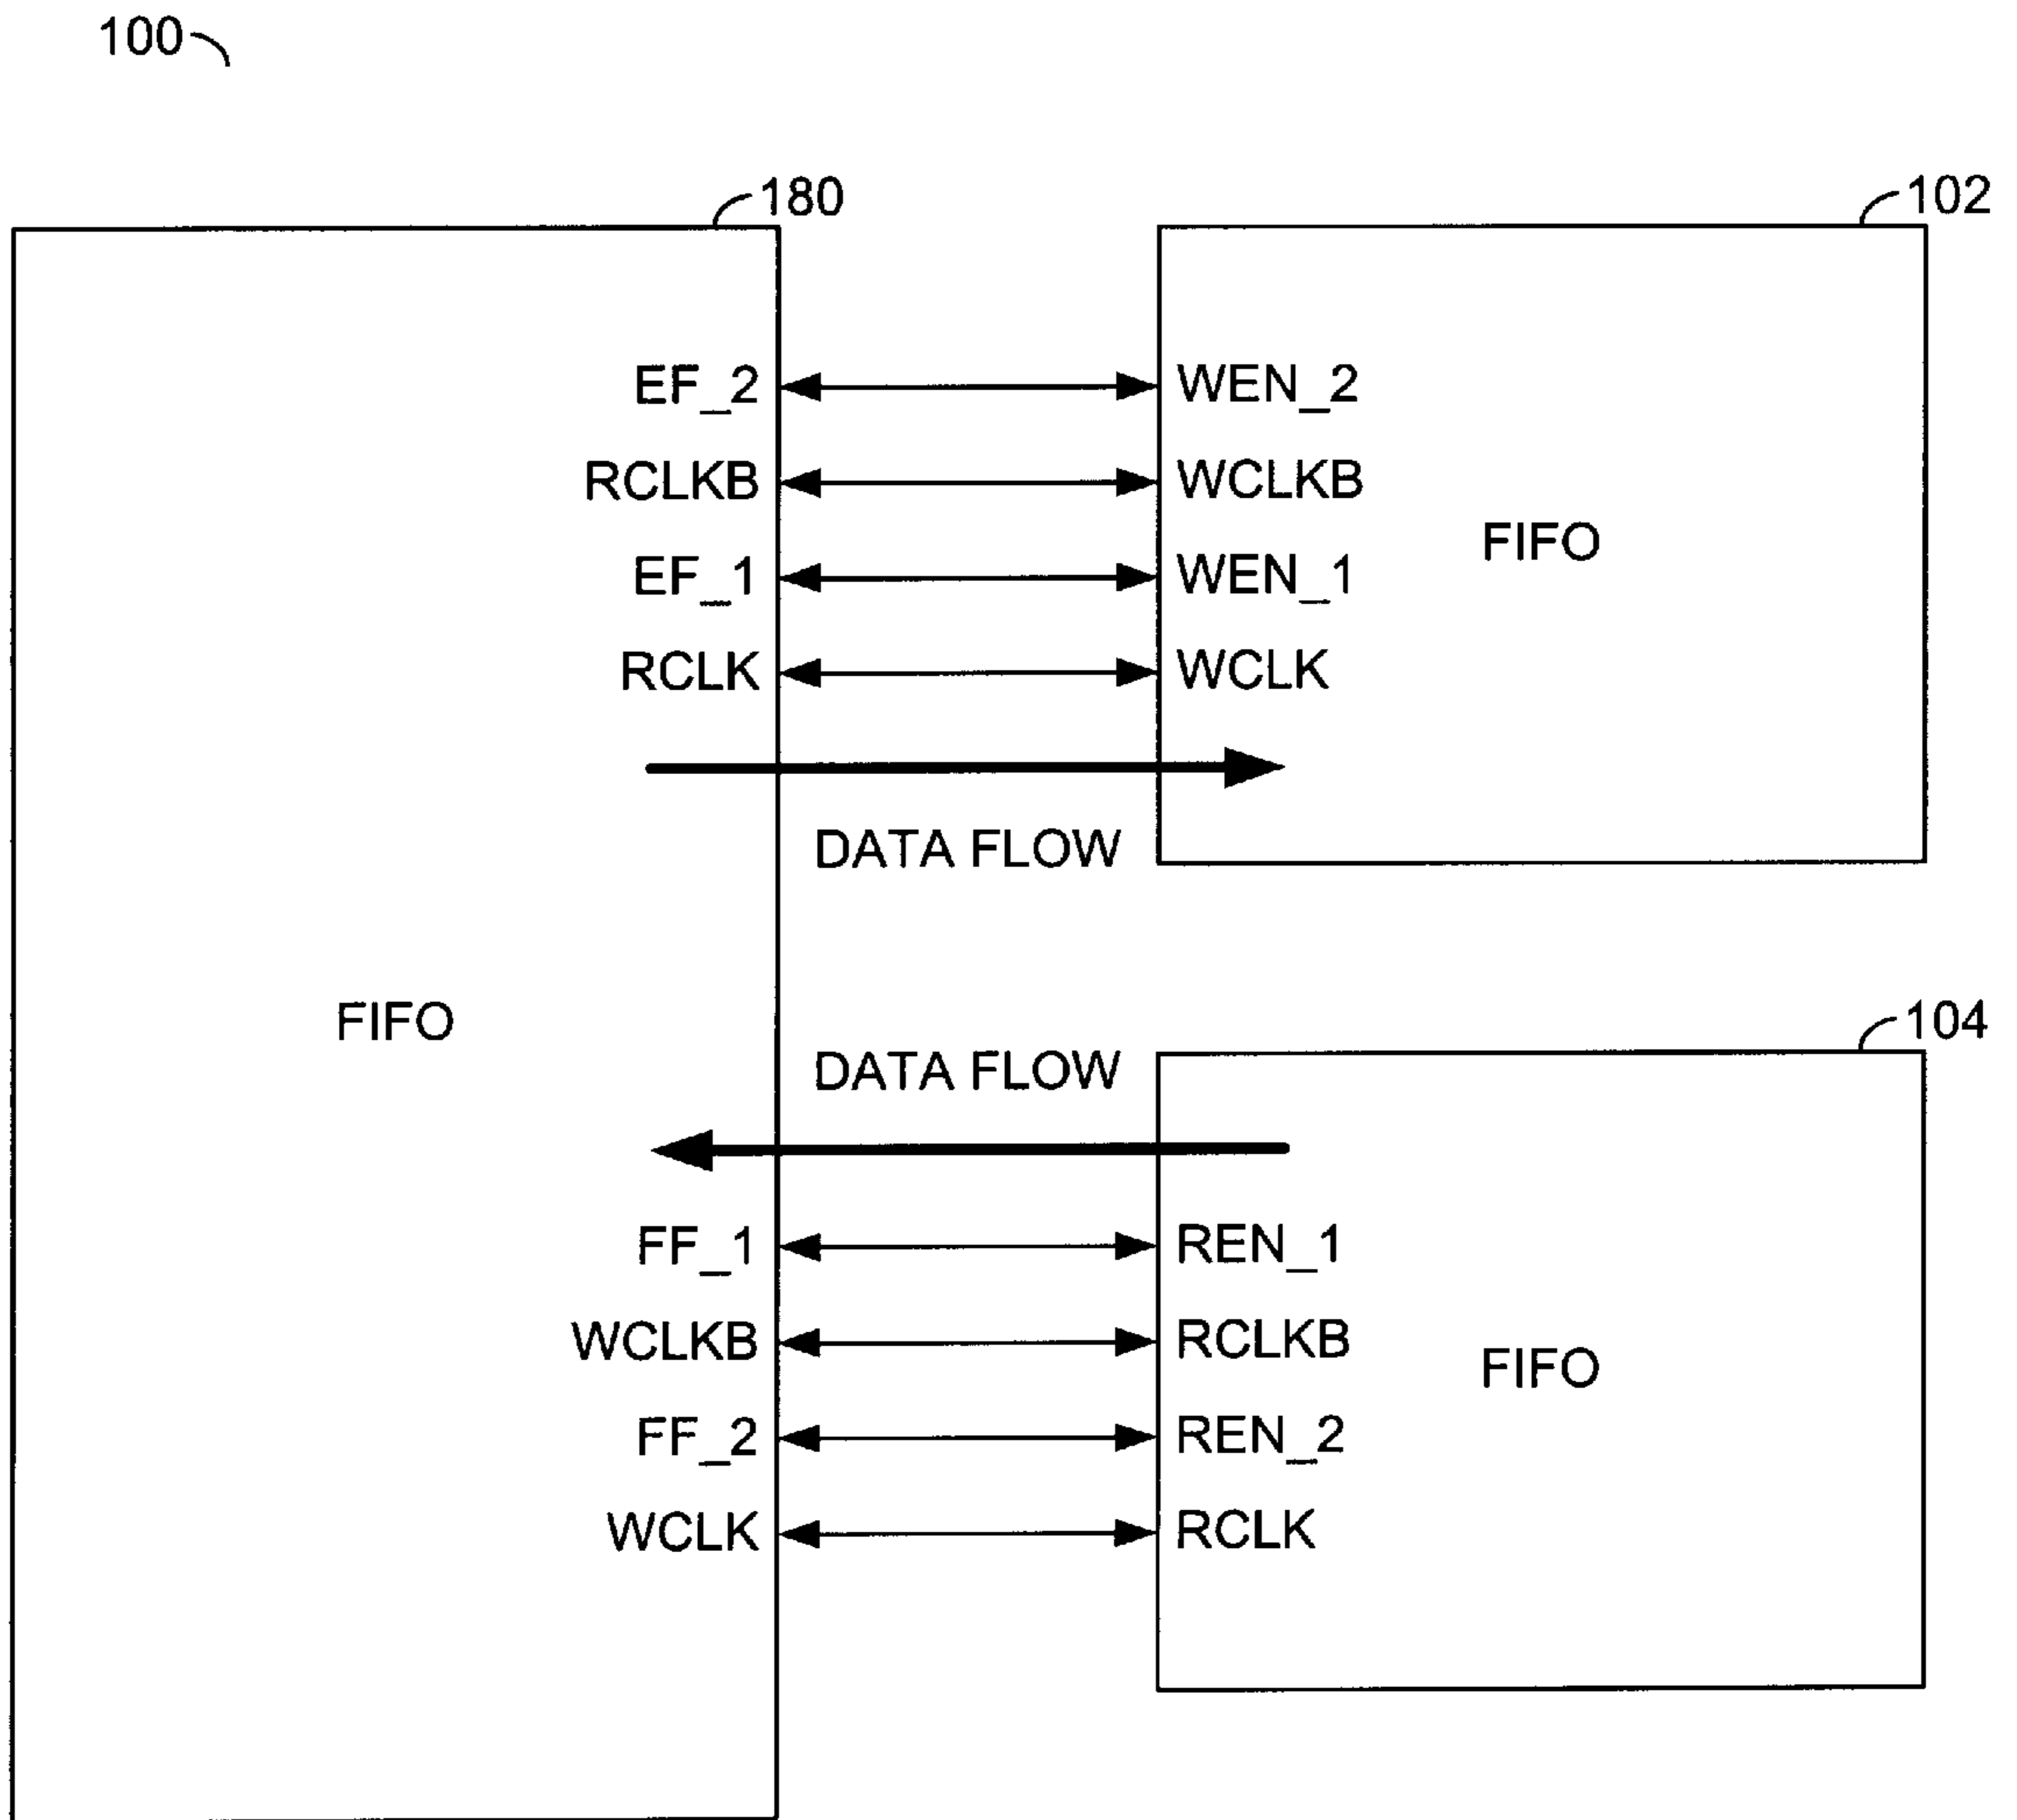 100
180
102
EF_2
WEN_2
RCLKB
WCLKB
FIFO
EF_1
WEN_1
RCLK
WCLK
DATA FLOW
FIFO
104
DATA FLOW
FF_1
REN_1
WCLKB
RCLKB
FIFO
FF_2
REN_2
WCLK
RCLK